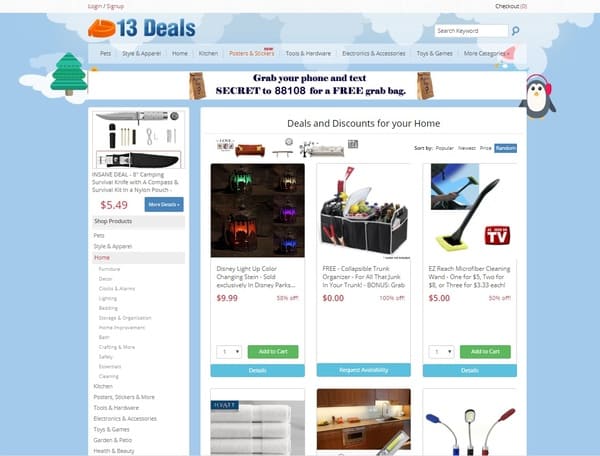 Login / Signup
Checkout (0)
13 Deals
Search Keyword
Pets Style & Apparel Home Kitchen Posters & Stickers new Tools & Hardware Electronics & Accessories Toys & Games More Categories
Grab your phone and text
SECRET to 88108 for a FREE grab bag.
INSANE DEAL - 8" Camping
Survival Knife with A Compass &
Survival Kit In a Nylon Pouch -
$5.49
More Details »
Shop Products
Pets
Style & Apparel
Home
Furniture
Decor
Clocks & Alarms
Lighting
Bedding
Storage & Organization
Home Improvement
Bath
Crafting & More
Safety
Essentials
Cleaning
Kitchen
Posters, Stickers & More
Tools & Hardware
Electronics & Accessories
Toys & Games
Garden & Patio
Health & Beauty
Deals and Discounts for your Home
Sort by: Popular Newest Price Random
Disney Light Up Color
Changing Stein - Sold
exclusively In Disney Parks...
$9.99 58% off!
1 Add to Cart
Details
FREE - Collapsible Trunk
Organizer - For All That Junk
In Your Trunk! - BONUS: Grab
$0.00 100% off!
Request Availability
AS SEEN ON
TV
EZ Reach Microfiber Cleaning
Wand - One for $5, Two for
$8, or Three for $3.33 each!
$5.00 50% off!
1 Add to Cart
Details
HYATT